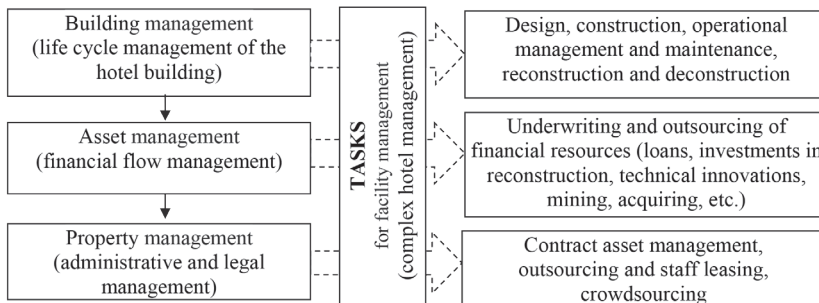 Building management
(life cycle management of the
hotel building)
Asset management
(financial flow management)
Property management
(administrative and legal
management)
TASKS
for facility management
(complex hotel management)
Design, construction, operational
management and maintenance,
reconstruction and deconstruction
Underwriting and outsourcing of
financial resources (loans, investments in
reconstruction, technical innovations,
mining, acquiring, etc.)
Contract asset management,
outsourcing and staff leasing,
crowdsourcing